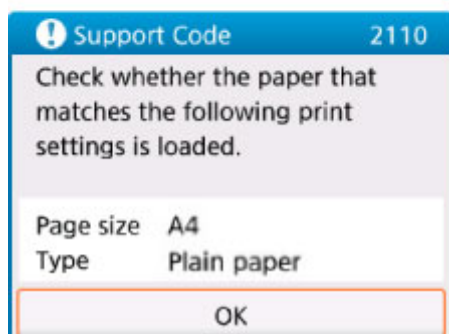 Support Code 2110
Check whether the paper that
matches the following print
settings is loaded.
Page size A4
Type Plain paper
OK